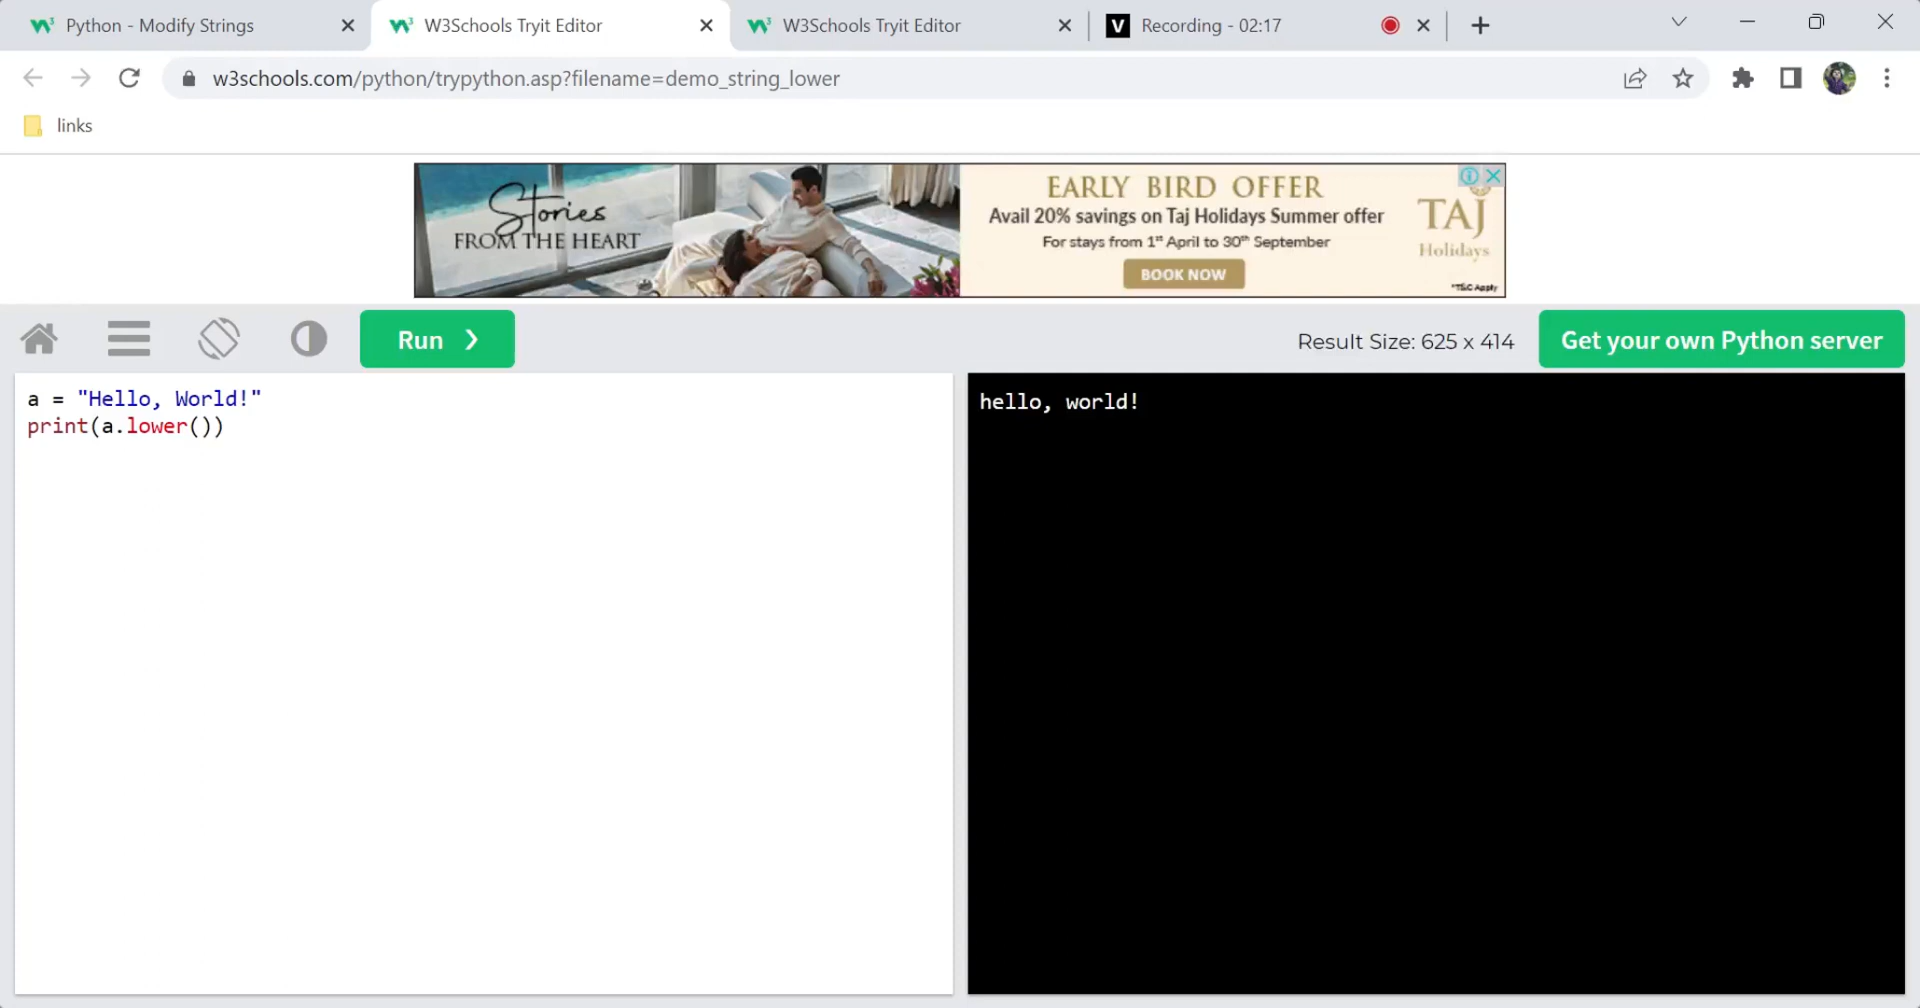 Python - Modify Strings
W3Schools Tryit Editor
W3Schools Tryit Editor
Recording - 02:17
w3schools.com/python/trypython.asp?filename=demo_string_lower
links
Stories
FROM THE HEART
EARLY BIRD OFFER
Avail 20% savings on Taj Holidays Summer offer
For stays from 1st April to 30th September
BOOK NOW
TAJ
Holidays
*T&C Apply
Run ❯
Result Size: 625 x 414
Get your own Python server
a = "Hello, World!"
print(a.lower())
hello, world!